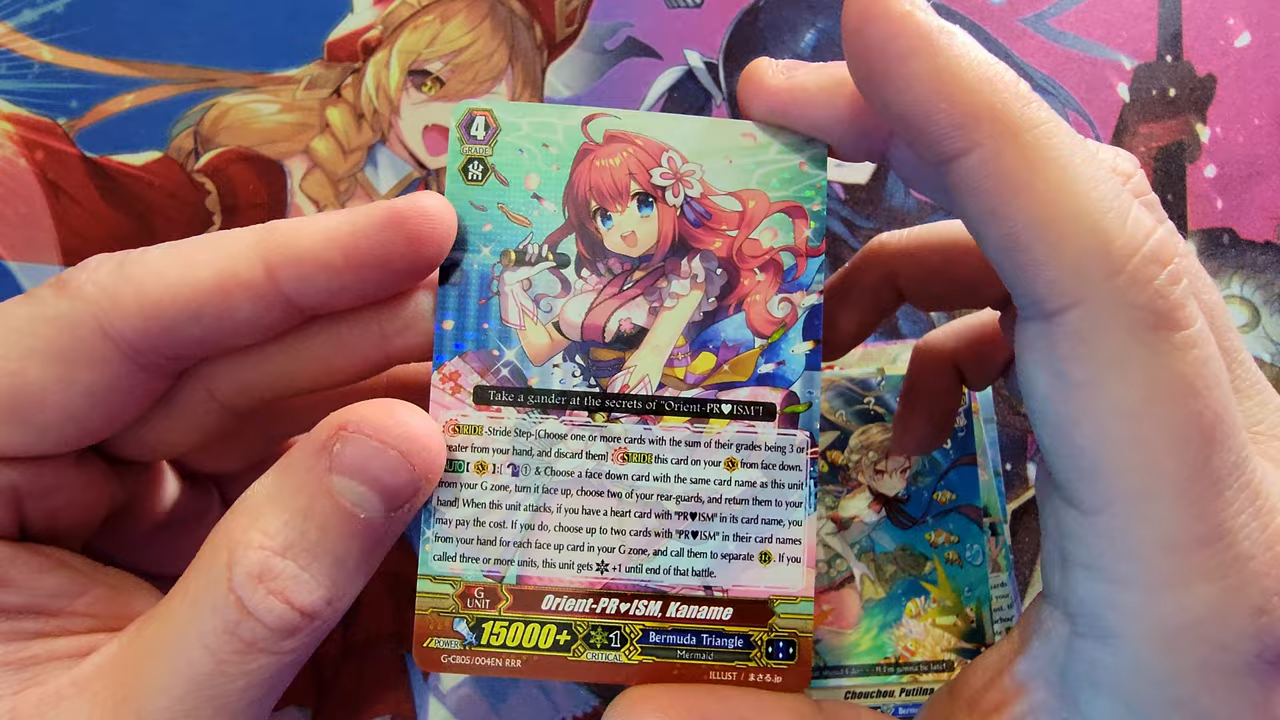 4
GRADE
Take a gander at the secrets of "Orient-PR♥ISM"!
STRIDE -Stride Step-[Choose one or more cards with the sum of their grades being 3 or
greater from your hand, and discard them] STRIDE this card on your from face down.
AUTO [ ]:[ ① & Choose a face down card with the same card name as this unit
from your G zone, turn it face up, choose two of your rear-guards, and return them to your
hand] When this unit attacks, if you have a heart card with "PR♥ISM" in its card name, you
may pay the cost. If you do, choose up to two cards with "PR♥ISM" in their card names
from your hand for each face up card in your G zone, and call them to separate . If you
called three or more units, this unit gets +1 until end of that battle.
G
UNIT
Orient-PR♥ISM, Kaname
POWER
15000+
1
CRITICAL
Bermuda Triangle
Mermaid
G-CB05/004EN RRR
ILLUST / まさる.jp
gonna be late!
Chouchou, Putilna